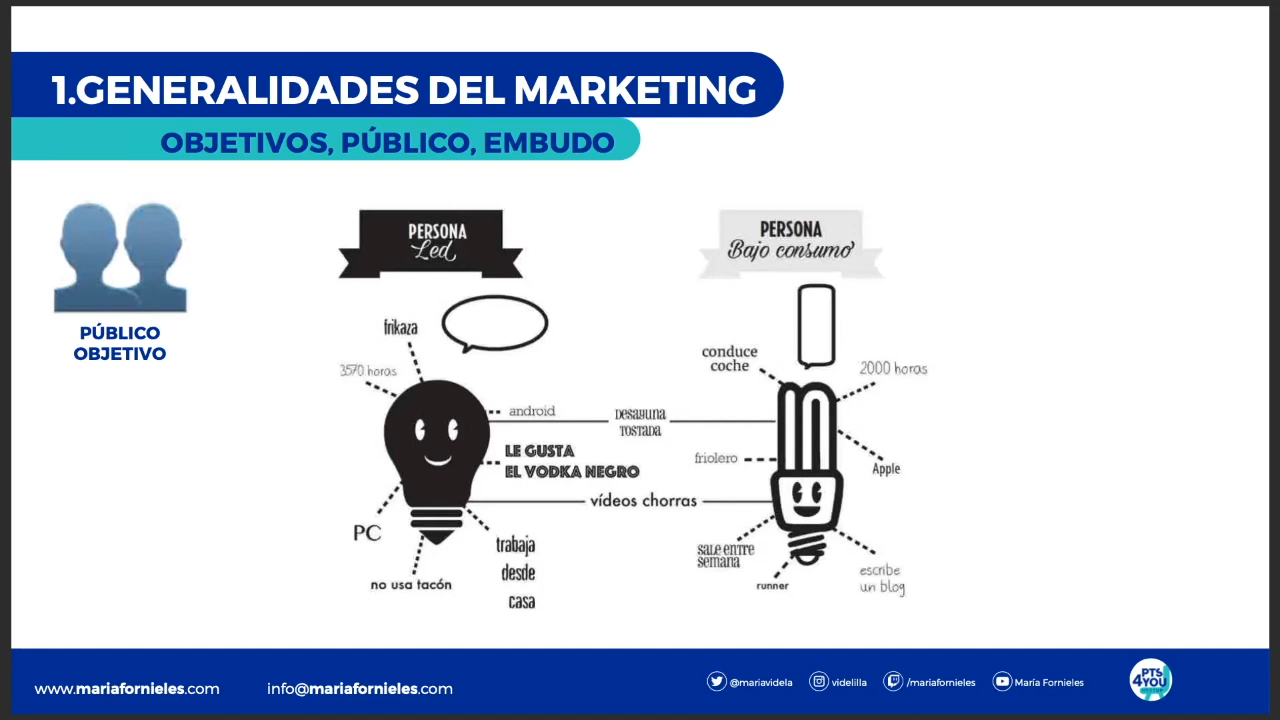 1.GENERALIDADES DEL MARKETING
OBJETIVOS, PÚBLICO, EMBUDO
PÚBLICO
OBJETIVO
PERSONA
Led
frikaza
3570 horas
android
LE GUSTA
EL VODKA NEGRO
PC
no usa tacón
trabaja
desde
casa
DESAYUNA
TOSTADA
vídeos chorras
PERSONA
Bajo consumo
conduce
coche
2000 horas
friolero
Apple
SALE ENTRE
SEMANA
runner
escribe
un blog
www.mariafornieles.com
info@mariafornieles.com
@mariavidela
videlilla
/mariafornieles
María Fornieles
PTS
4YOU